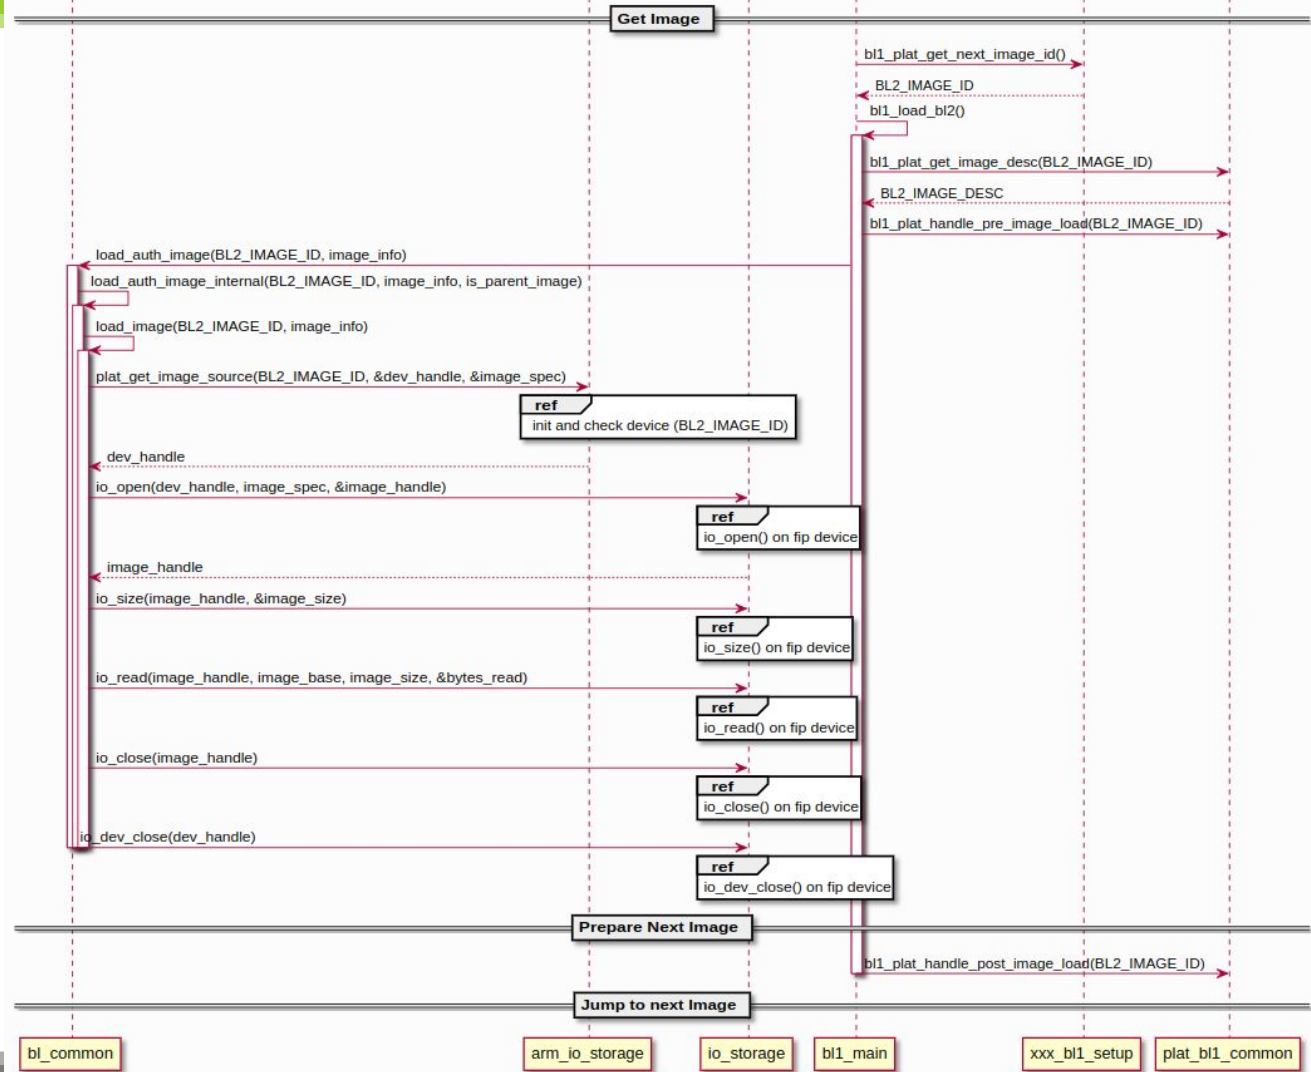 Get Image
bl1_plat_get_next_image_id()
BL2_IMAGE_ID
bl1_load_bl2()
bl1_plat_get_image_desc(BL2_IMAGE_ID)
BL2_IMAGE_DESC
bl1_plat_handle_pre_image_load(BL2_IMAGE_ID)
load_auth_image(BL2_IMAGE_ID, image_info)
load_auth_image_internal(BL2_IMAGE_ID, image_info, is_parent_image)
load_image(BL2_IMAGE_ID, image_info)
plat_get_image_source(BL2_IMAGE_ID, &dev_handle, &image_spec)
ref
init and check device (BL2_IMAGE_ID)
dev_handle
io_open(dev_handle, image_spec, &image_handle)
ref
io_open() on fip device
image_handle
io_size(image_handle, &image_size)
ref
io_size() on fip device
io_read(image_handle, image_base, image_size, &bytes_read)
ref
io_read() on fip device
io_close(image_handle)
ref
io_close() on fip device
io_dev_close(dev_handle)
ref
io_dev_close() on fip device
Prepare Next Image
bl1_plat_handle_post_image_load(BL2_IMAGE_ID)
Jump to next Image
bl_common
arm_io_storage
io_storage
bl1_main
xxx_bl1_setup
plat_bl1_common